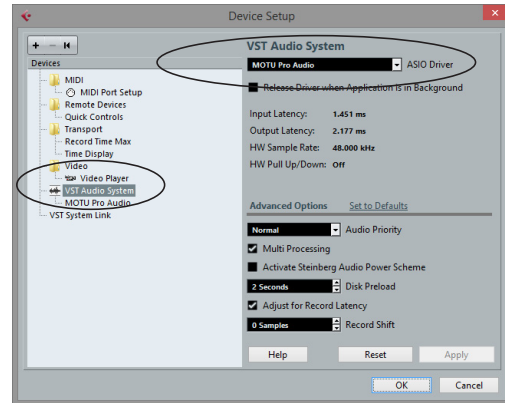 Device Setup
+ - 
Devices
MIDI
MIDI Port Setup
Remote Devices
Quick Controls
Transport
Record Time Max
Time Display
Video
Video Player
VST Audio System
MOTU Pro Audio
VST System Link
VST Audio System
MOTU Pro Audio ASIO Driver
Release Driver when Application is in Background
Input Latency: 1.451 ms
Output Latency: 2.177 ms
HW Sample Rate: 48.000 kHz
HW Pull Up/Down: Off
Advanced Options Set to Defaults
Normal Audio Priority
Multi Processing
Activate Steinberg Audio Power Scheme
2 Seconds Disk Preload
Adjust for Record Latency
0 Samples Record Shift
Help Reset Apply
OK Cancel